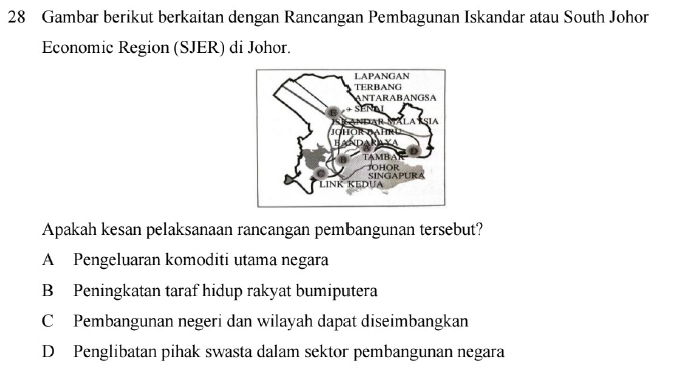 28 Gambar berikut berkaitan dengan Rancangan Pembagunan Iskandar atau South Johor
Economic Region (SJER) di Johor.
LAPANGAN
TERBANG
ANTARABANGSA
SENAI
ISKANDAR MALAYSIA
JOHOR BAHRU
BANDARAYA
A
E
D
TAMBAK
B
JOHOR
C
SINGAPURA
LINK KEDUA
Apakah kesan pelaksanaan rancangan pembangunan tersebut?
A Pengeluaran komoditi utama negara
B Peningkatan taraf hidup rakyat bumiputera
C Pembangunan negeri dan wilayah dapat diseimbangkan
D Penglibatan pihak swasta dalam sektor pembangunan negara